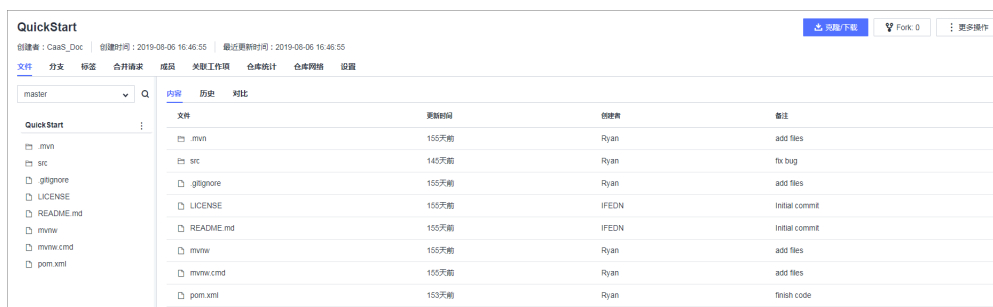 QuickStart
克隆/下载 Fork: 0 更多操作
创建者：CaaS_Doc 创建时间：2019-08-06 16:46:55 最近更新时间：2019-08-06 16:46:55
文件 分支 标签 合并请求 成员 关联工作项 仓库统计 仓库网络 设置
master
QuickStart
.mvn
src
.gitignore
LICENSE
README.md
mvnw
mvnw.cmd
pom.xml
内容 历史 对比
文件 更新时间 创建者 备注
.mvn 155天前 Ryan add files
src 145天前 Ryan fix bug
.gitignore 155天前 Ryan add files
LICENSE 155天前 IFEDN Initial commit
README.md 155天前 IFEDN Initial commit
mvnw 155天前 Ryan add files
mvnw.cmd 155天前 Ryan add files
pom.xml 153天前 Ryan finish code